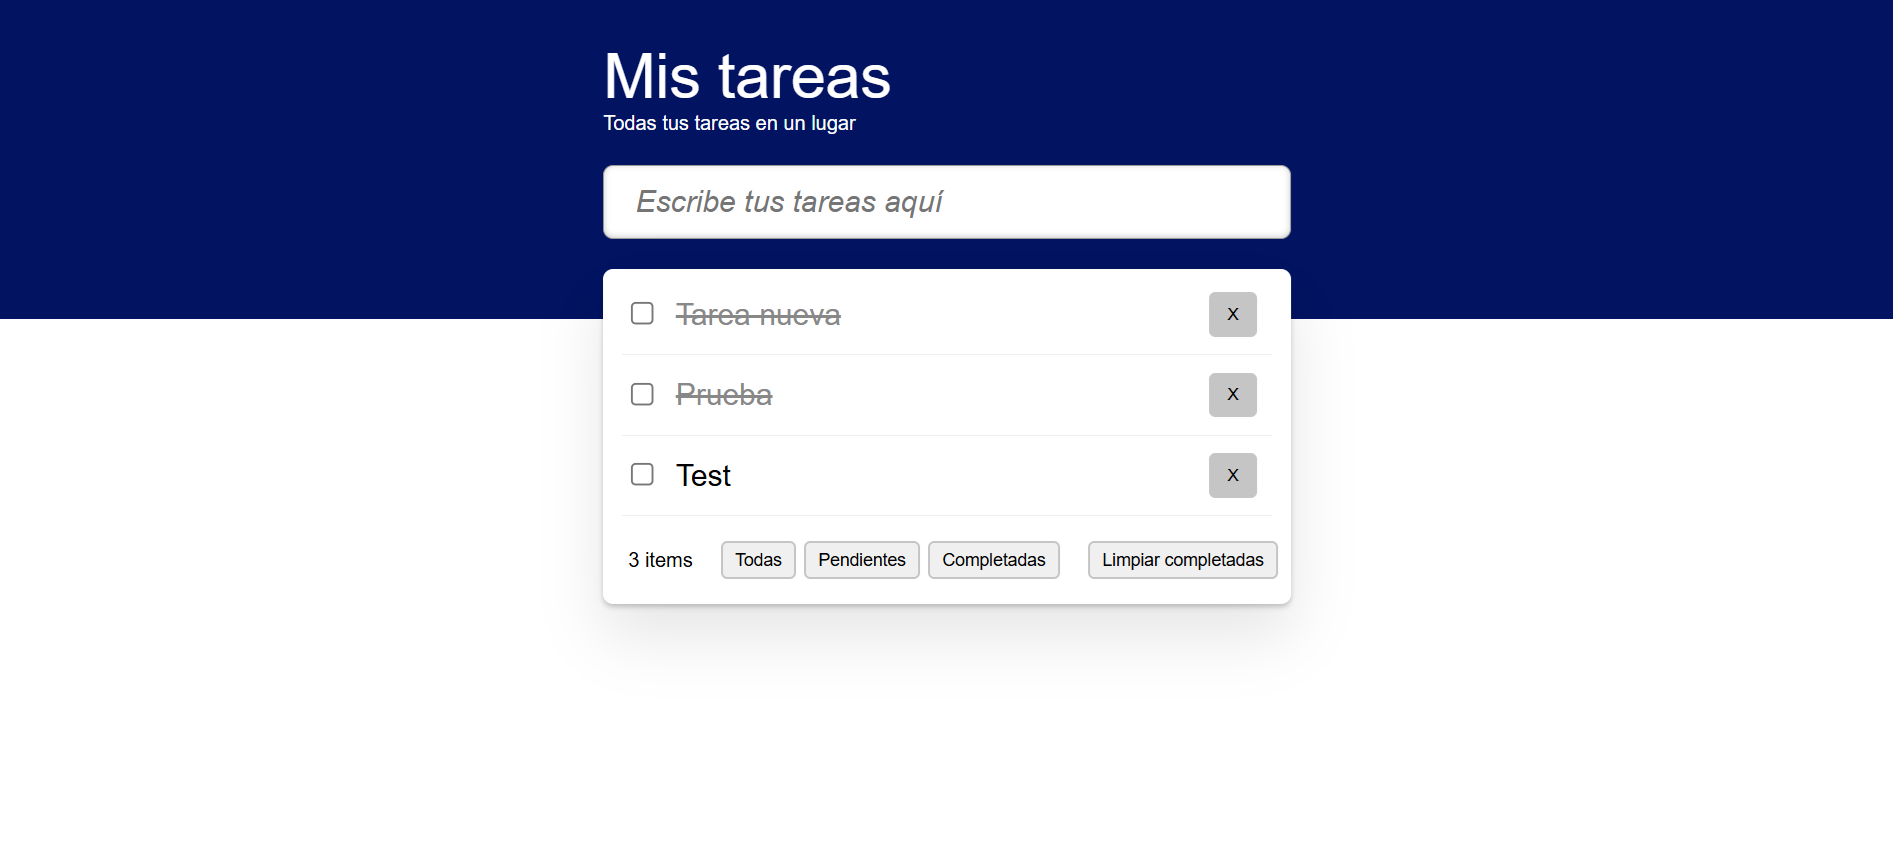 Mis tareas
Todas tus tareas en un lugar
Escribe tus tareas aquí
Tarea nueva X
Prueba X
Test X
3 items Todas Pendientes Completadas Limpiar completadas